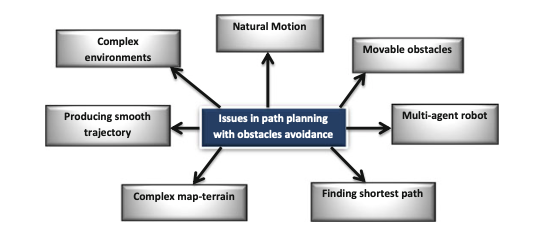 Natural Motion
Complex
environments
Movable obstacles
Producing smooth
trajectory
Issues in path planning
with obstacles avoidance
Multi-agent robot
Complex map-terrain
Finding shortest path